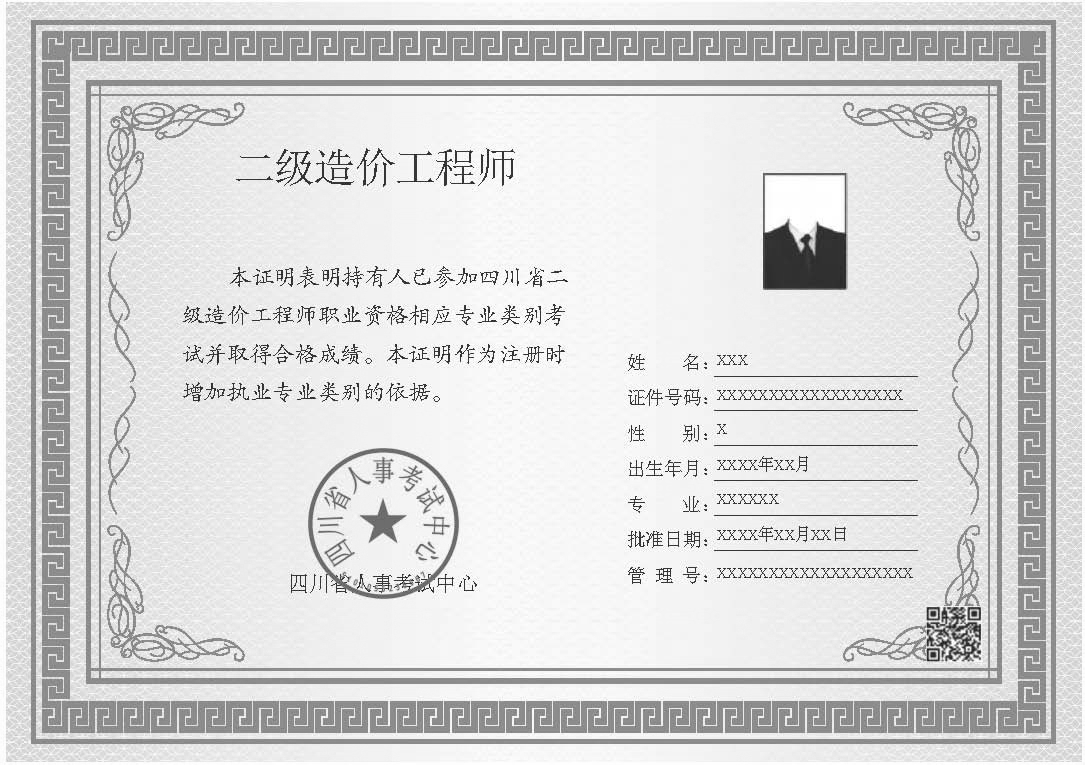 二级造价工程师
本证明表明持有人已参加四川省二
级造价工程师职业资格相应专业类别考
试并取得合格成绩。本证明作为注册时
增加执业专业类别的依据。
四川省人事考试中心
四川省人事考试中心
姓 名：XXX
证件号码：XXXXXXXXXXXXXXXXXX
性 别：X
出生年月：XXXX年XX月
专 业：XXXXXX
批准日期：XXXX年XX月XX日
管 理 号：XXXXXXXXXXXXXXXXXXX